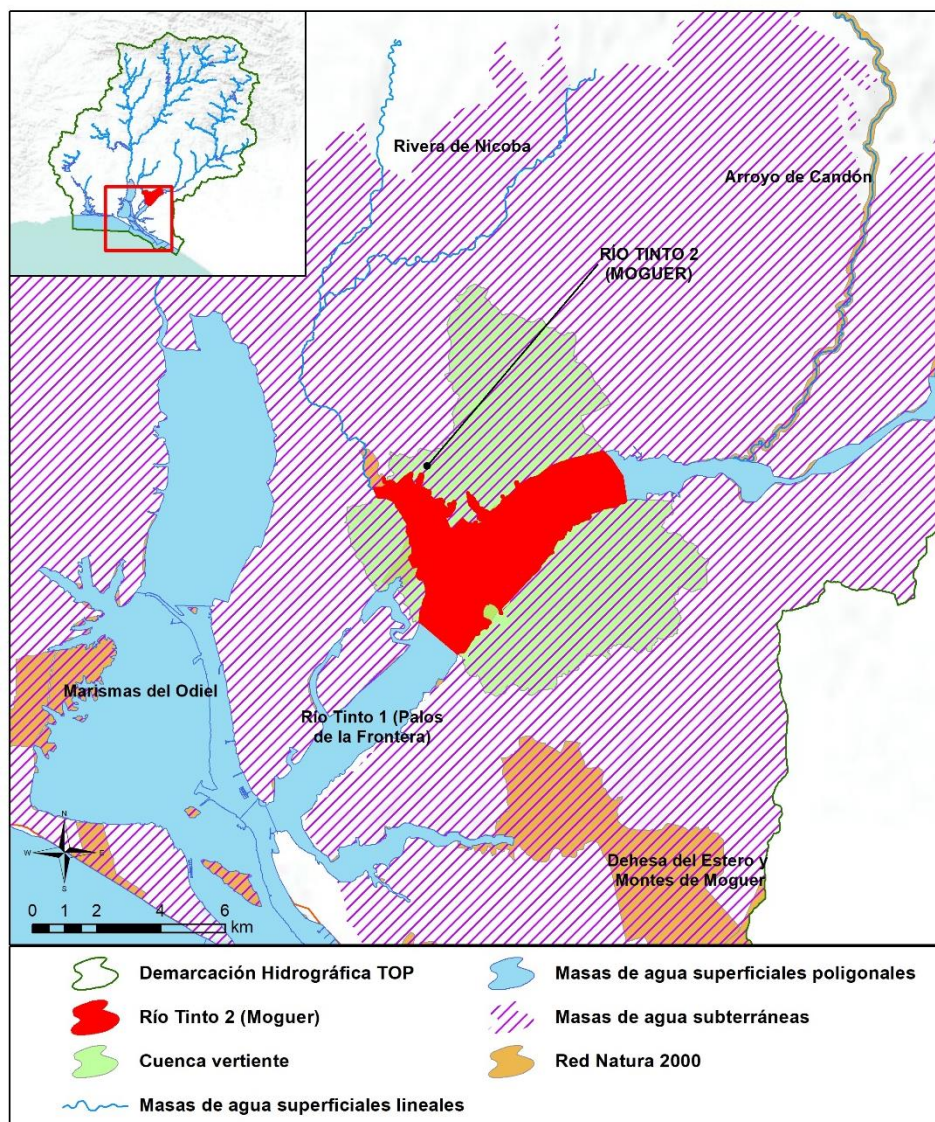 Rivera de Nicoba
Arroyo de Candón
RÍO TINTO 2
(MOGUER)
Marismas del Odiel
Río Tinto 1 (Palos
de la Frontera)
Dehesa del Estero y
Montes de Moguer
N
W E
S
0 1 2 4 6
km
Demarcación Hidrográfica TOP
Masas de agua superficiales poligonales
Río Tinto 2 (Moguer)
Masas de agua subterráneas
Cuenca vertiente
Red Natura 2000
Masas de agua superficiales lineales